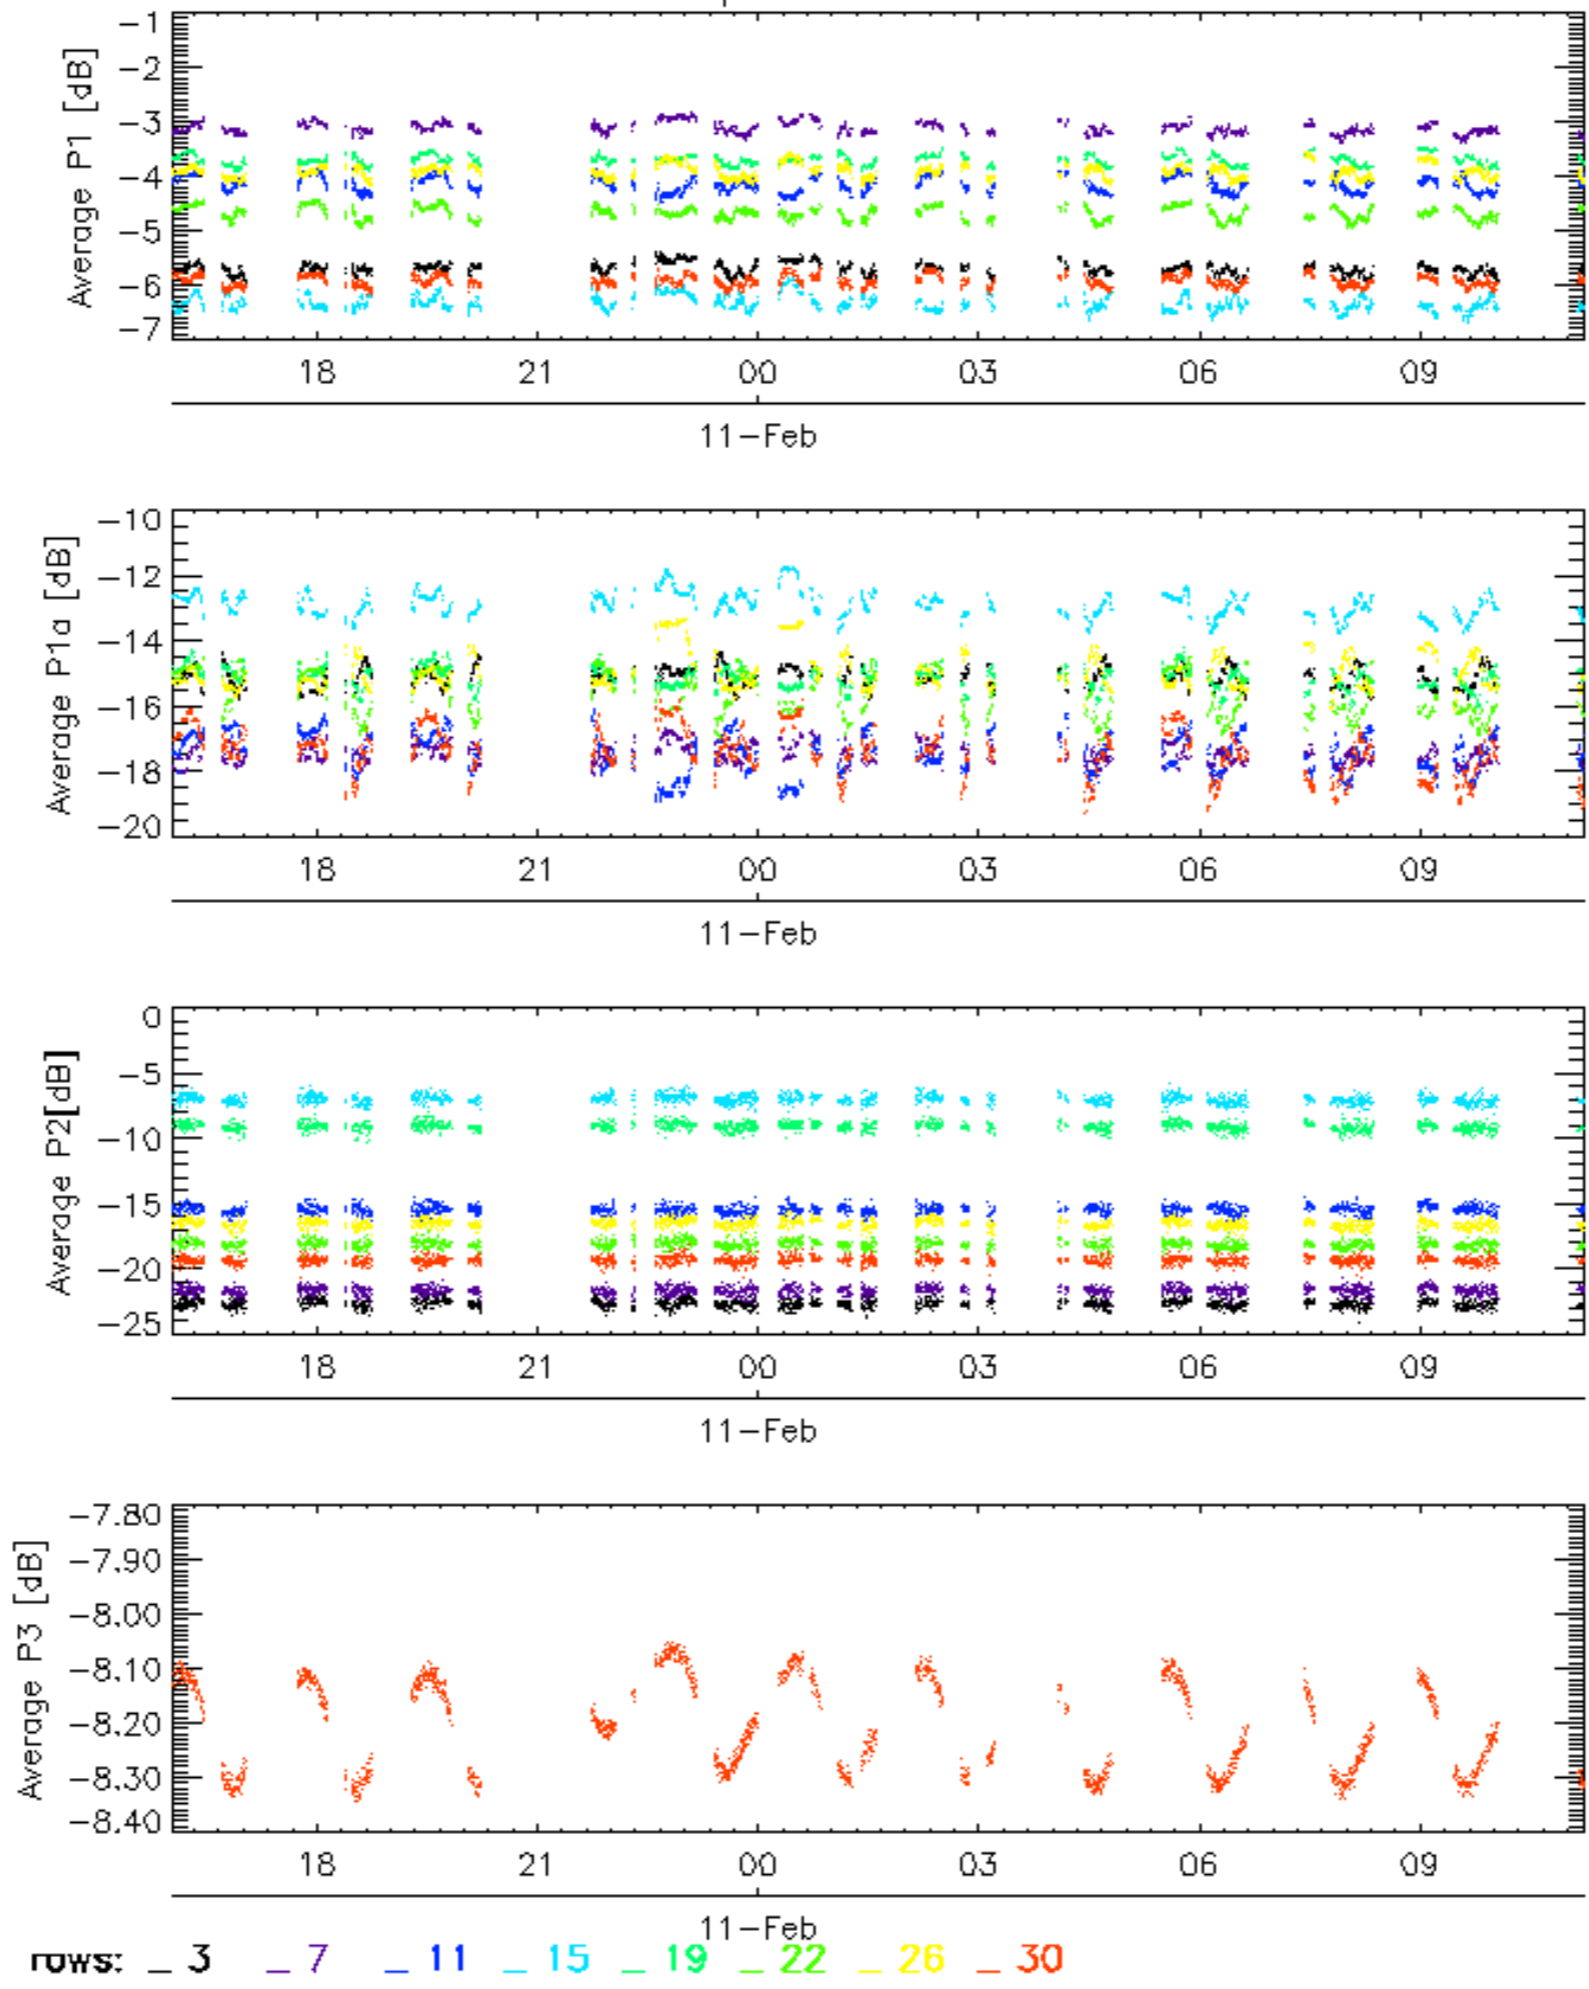 Average P1 [dB]
−1
−2
−3
−4
−5
−6
−7
18 21 00 03 06 09
11−Feb
Average P1a [dB]
−10
−12
−14
−16
−18
−20
18 21 00 03 06 09
11−Feb
Average P2[dB]
0
−5
−10
−15
−20
−25
18 21 00 03 06 09
11−Feb
Average P3 [dB]
−7.80
−7.90
−8.00
−8.10
−8.20
−8.30
−8.40
18 21 00 03 06 09
11−Feb
rows: _ 3 _ 7 _ 11 _ 15 _ 19 _ 22 _ 26 _ 30